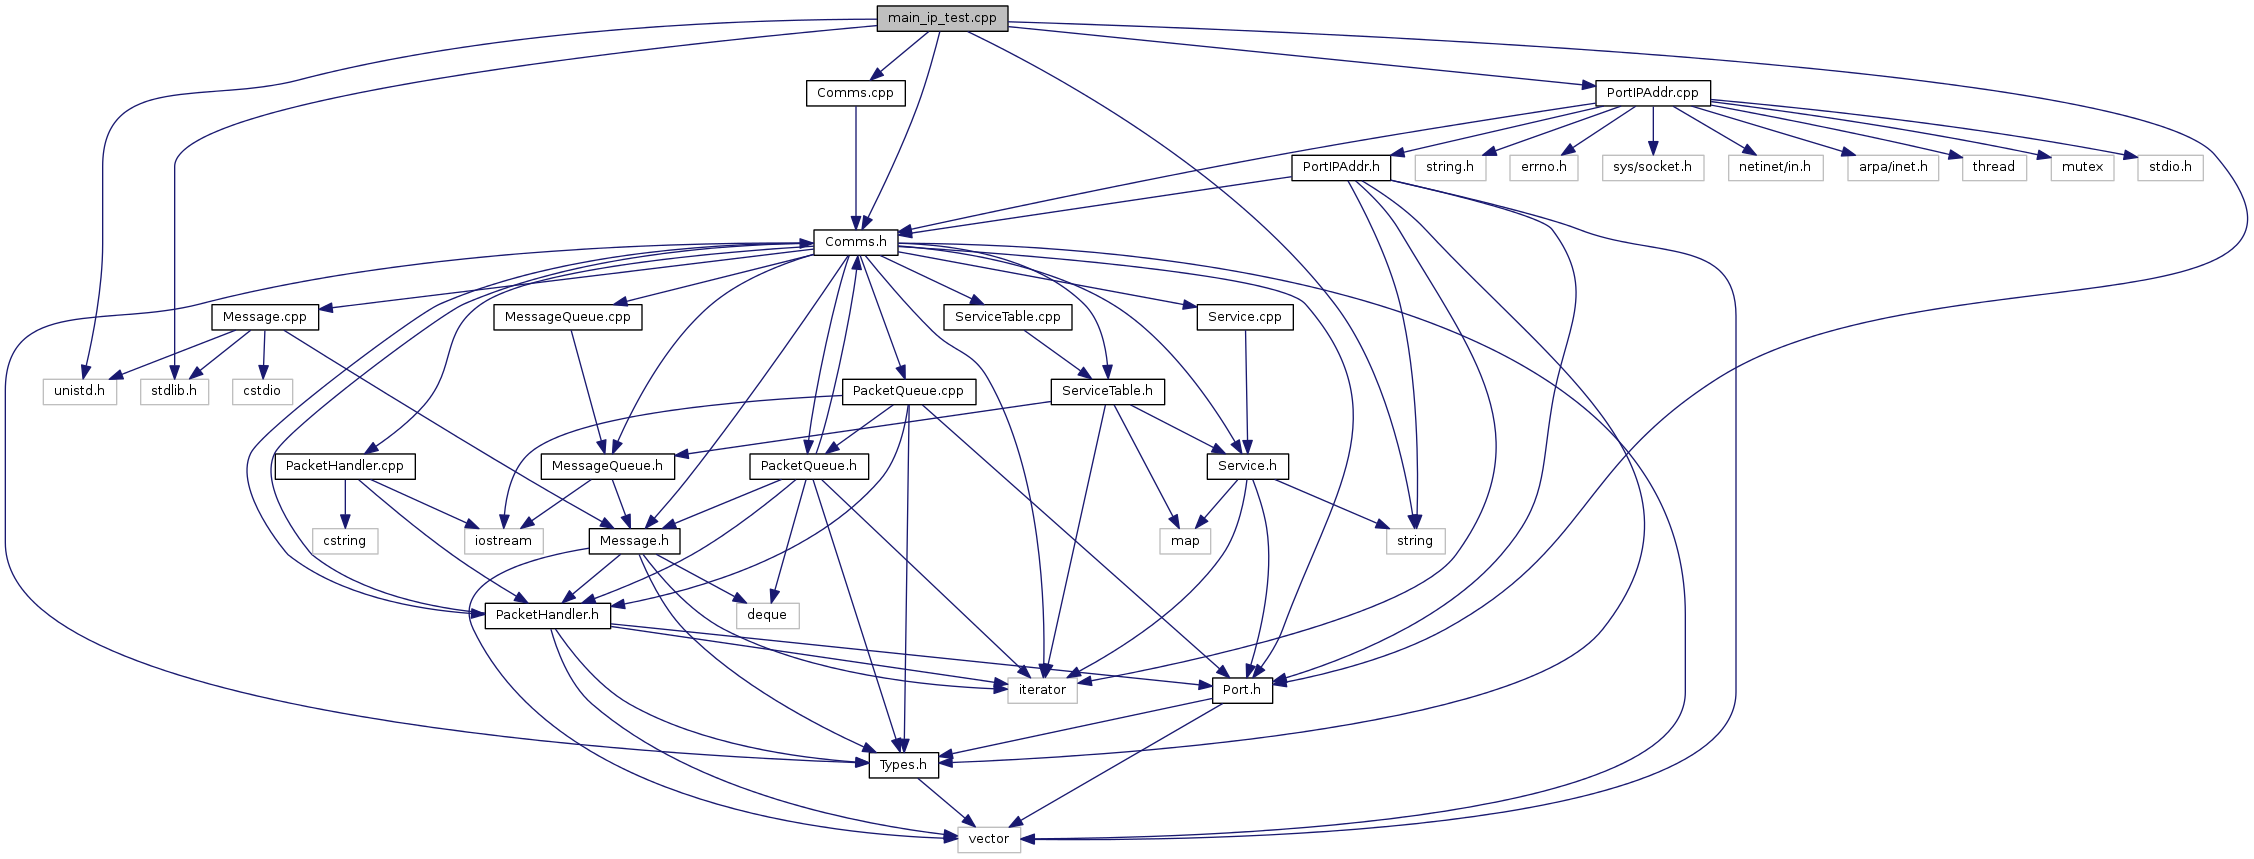 main_ip_test.cpp
Comms.cpp
PortIPAddr.cpp
PortIPAddr.h
string.h
errno.h
sys/socket.h
netinet/in.h
arpa/inet.h
thread
mutex
stdio.h
Comms.h
Message.cpp
MessageQueue.cpp
ServiceTable.cpp
Service.cpp
unistd.h
stdlib.h
cstdio
PacketQueue.cpp
ServiceTable.h
PacketHandler.cpp
MessageQueue.h
PacketQueue.h
Service.h
cstring
iostream
Message.h
map
string
PacketHandler.h
deque
iterator
Port.h
Types.h
vector